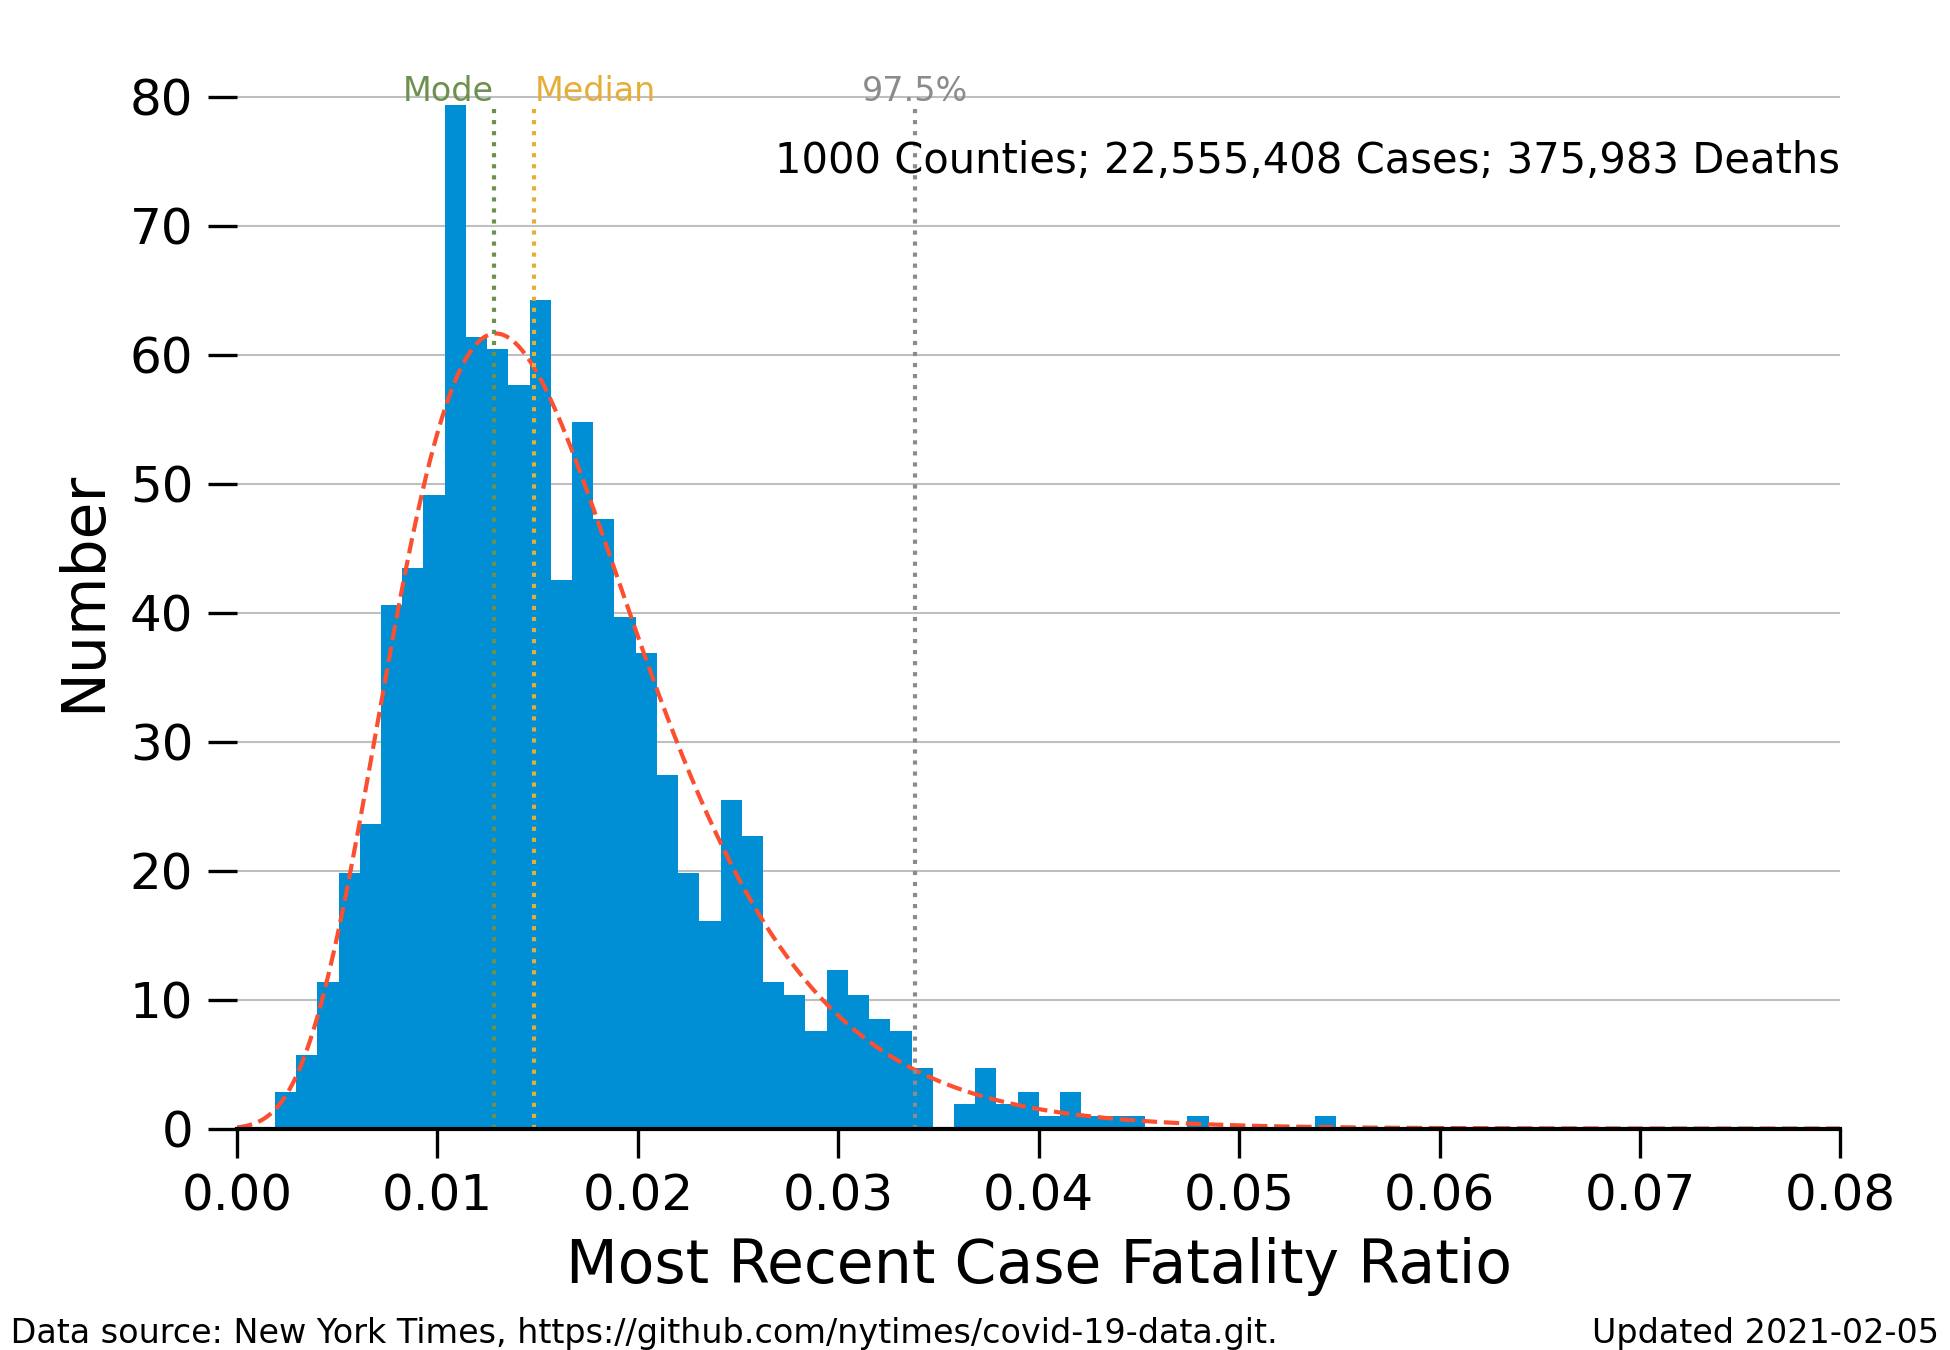 Mode Median 97.5%
1000 Counties; 22,555,408 Cases; 375,983 Deaths
80
70
60
50
40
30
20
10
0
Number
0.00 0.01 0.02 0.03 0.04 0.05 0.06 0.07 0.08
Most Recent Case Fatality Ratio
Data source: New York Times, https://github.com/nytimes/covid-19-data.git. Updated 2021-02-05